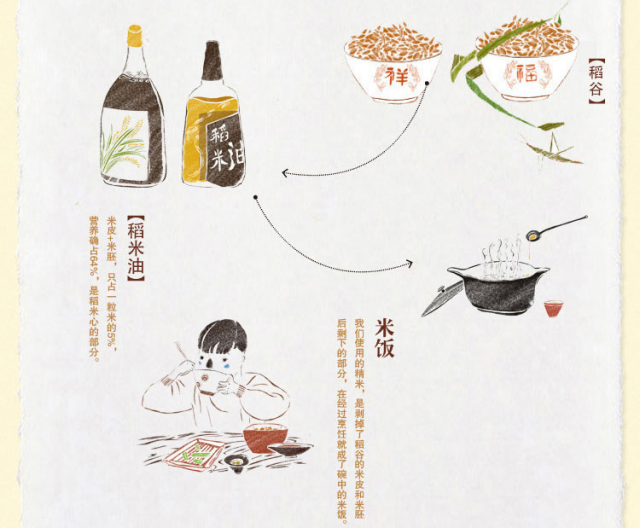 祥
福
【稻谷】
稻米油
【稻米油】
米皮+米胚，只占一粒米的5%，
营养确占64%，是稻米心的部分。
米饭
我们使用的精米，是剥掉了稻谷的米皮和米胚
后剩下的部分，在经过烹饪就成了碗中的米饭。